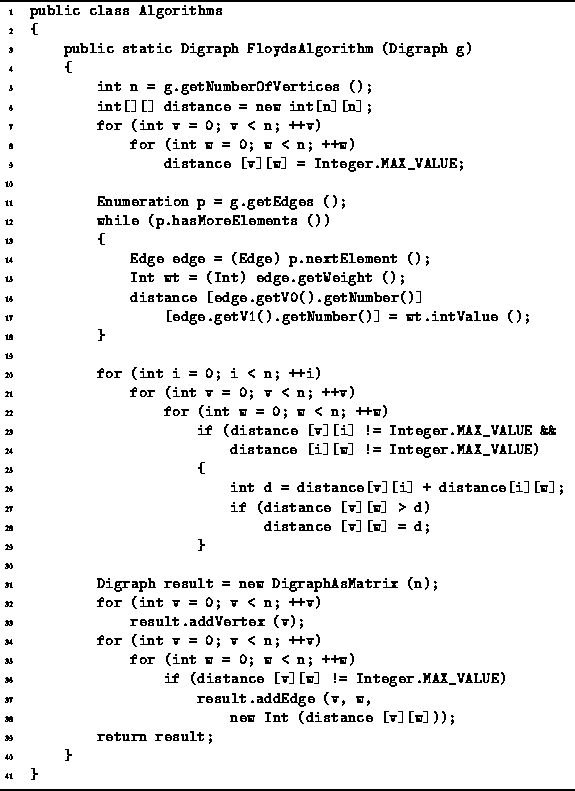 1 public class Algorithms
2 {
3     public static Digraph FloydsAlgorithm (Digraph g)
4     {
5         int n = g.getNumberOfVertices ();
6         int[][] distance = new int[n][n];
7         for (int v = 0; v < n; ++v)
8             for (int w = 0; w < n; ++w)
9                 distance [v][w] = Integer.MAX_VALUE;
10
11         Enumeration p = g.getEdges ();
12         while (p.hasMoreElements ())
13         {
14             Edge edge = (Edge) p.nextElement ();
15             Int wt = (Int) edge.getWeight ();
16             distance [edge.getV0().getNumber()]
17                 [edge.getV1().getNumber()] = wt.intValue ();
18         }
19
20         for (int i = 0; i < n; ++i)
21             for (int v = 0; v < n; ++v)
22                 for (int w = 0; w < n; ++w)
23                     if (distance [v][i] != Integer.MAX_VALUE &&
24                         distance [i][w] != Integer.MAX_VALUE)
25                     {
26                         int d = distance[v][i] + distance[i][w];
27                         if (distance [v][w] > d)
28                             distance [v][w] = d;
29                     }
30
31         Digraph result = new DigraphAsMatrix (n);
32         for (int v = 0; v < n; ++v)
33             result.addVertex (v);
34         for (int v = 0; v < n; ++v)
35             for (int w = 0; w < n; ++w)
36                 if (distance [v][w] != Integer.MAX_VALUE)
37                     result.addEdge (v, w,
38                         new Int (distance [v][w]));
39         return result;
40     }
41 }